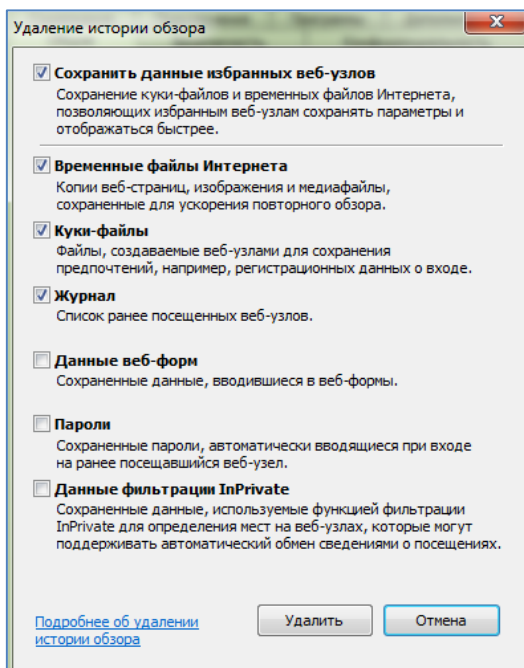 Удаление истории обзора
Сохранить данные избранных веб-узлов
Сохранение куки-файлов и временных файлов Интернета,
позволяющих избранным веб-узлам сохранять параметры и
отображаться быстрее.
Временные файлы Интернета
Копии веб-страниц, изображения и медиафайлы,
сохраненные для ускорения повторного обзора.
Куки-файлы
Файлы, создаваемые веб-узлами для сохранения
предпочтений, например, регистрационных данных о входе.
Журнал
Список ранее посещенных веб-узлов.
Данные веб-форм
Сохраненные данные, вводившиеся в веб-формы.
Пароли
Сохраненные пароли, автоматически вводящиеся при входе
на ранее посещавшийся веб-узел.
Данные фильтрации InPrivate
Сохраненные данные, используемые функцией фильтрации
InPrivate для определения мест на веб-узлах, которые могут
поддерживать автоматический обмен сведениями о посещениях.
Подробнее об удалении
истории обзора
Удалить
Отмена